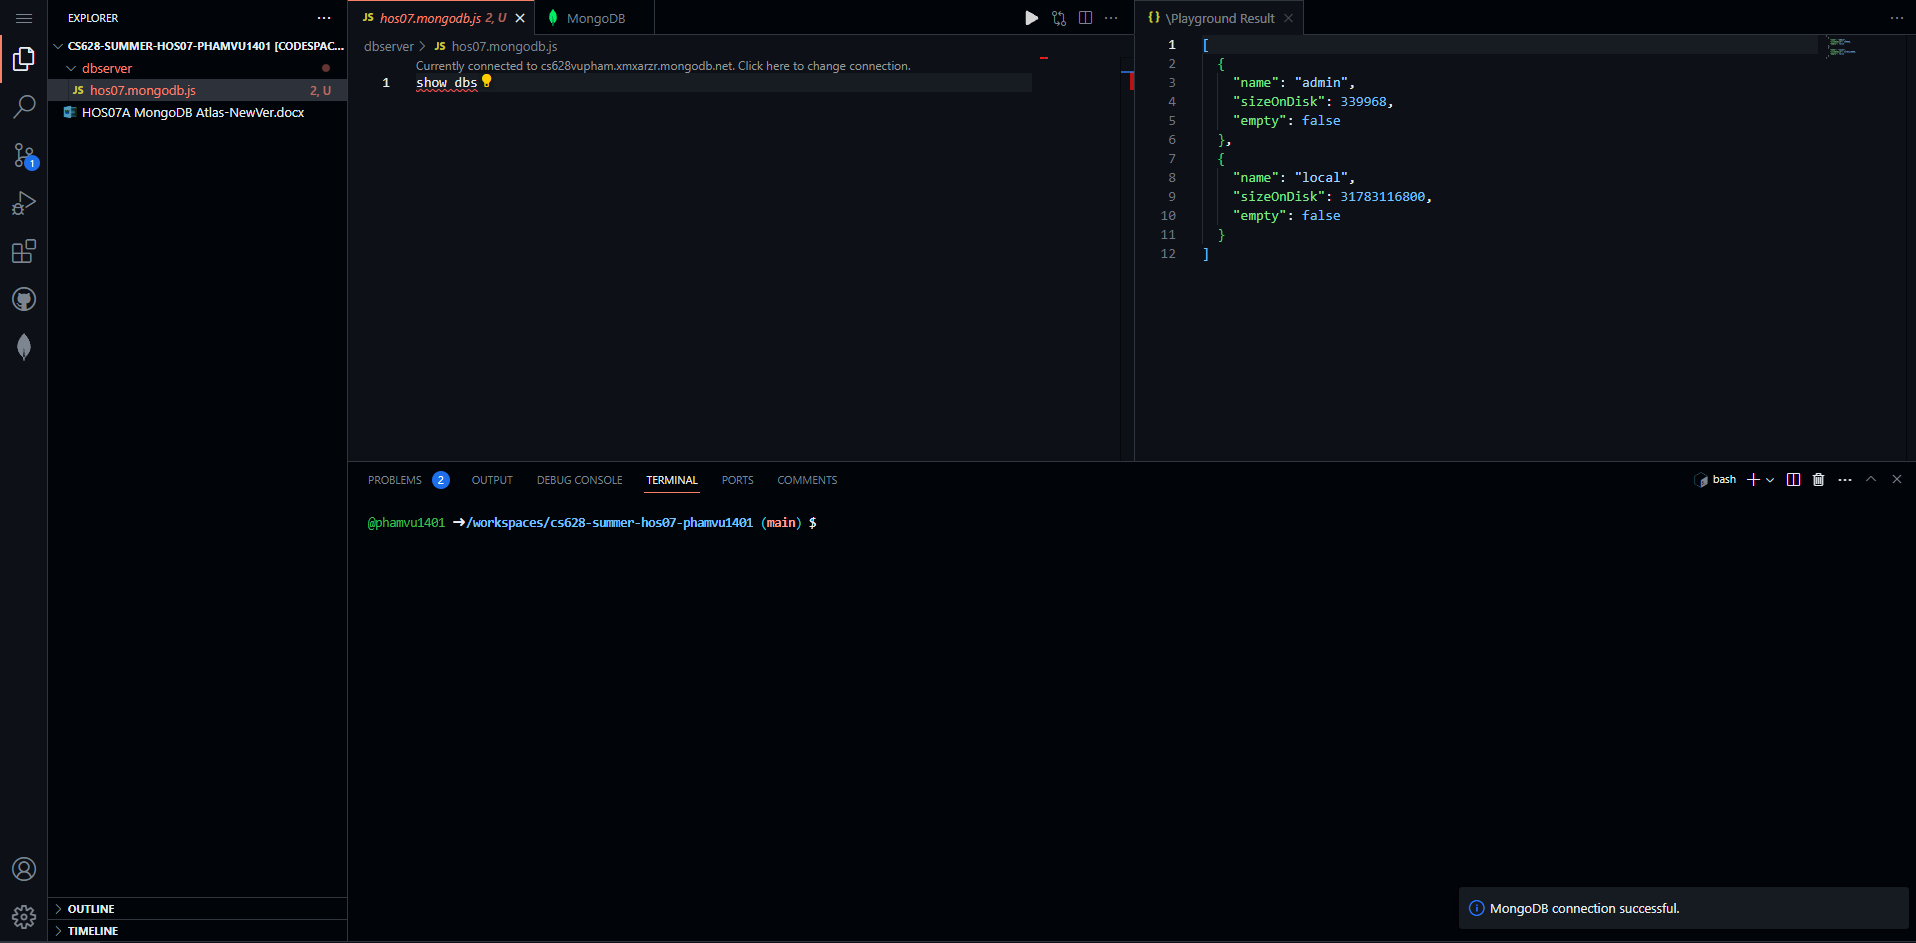 EXPLORER
CS628-SUMMER-HOS07-PHAMVU1401 [CODESPAC...
dbserver
JS hos07.mongodb.js 2, U
HOS07A MongoDB Atlas-NewVer.docx
1
OUTLINE
TIMELINE
JS hos07.mongodb.js 2, U
MongoDB
dbserver > JS hos07.mongodb.js
Currently connected to cs628vupham.xmxarzr.mongodb.net. Click here to change connection.
1 show dbs
{} \Playground Result
1 [
2 {
3 "name": "admin",
4 "sizeOnDisk": 339968,
5 "empty": false
6 },
7 {
8 "name": "local",
9 "sizeOnDisk": 31783116800,
10 "empty": false
11 }
12 ]
PROBLEMS 2 OUTPUT DEBUG CONSOLE TERMINAL PORTS COMMENTS
bash
@phamvu1401 ➜/workspaces/cs628-summer-hos07-phamvu1401 (main) $
MongoDB connection successful.